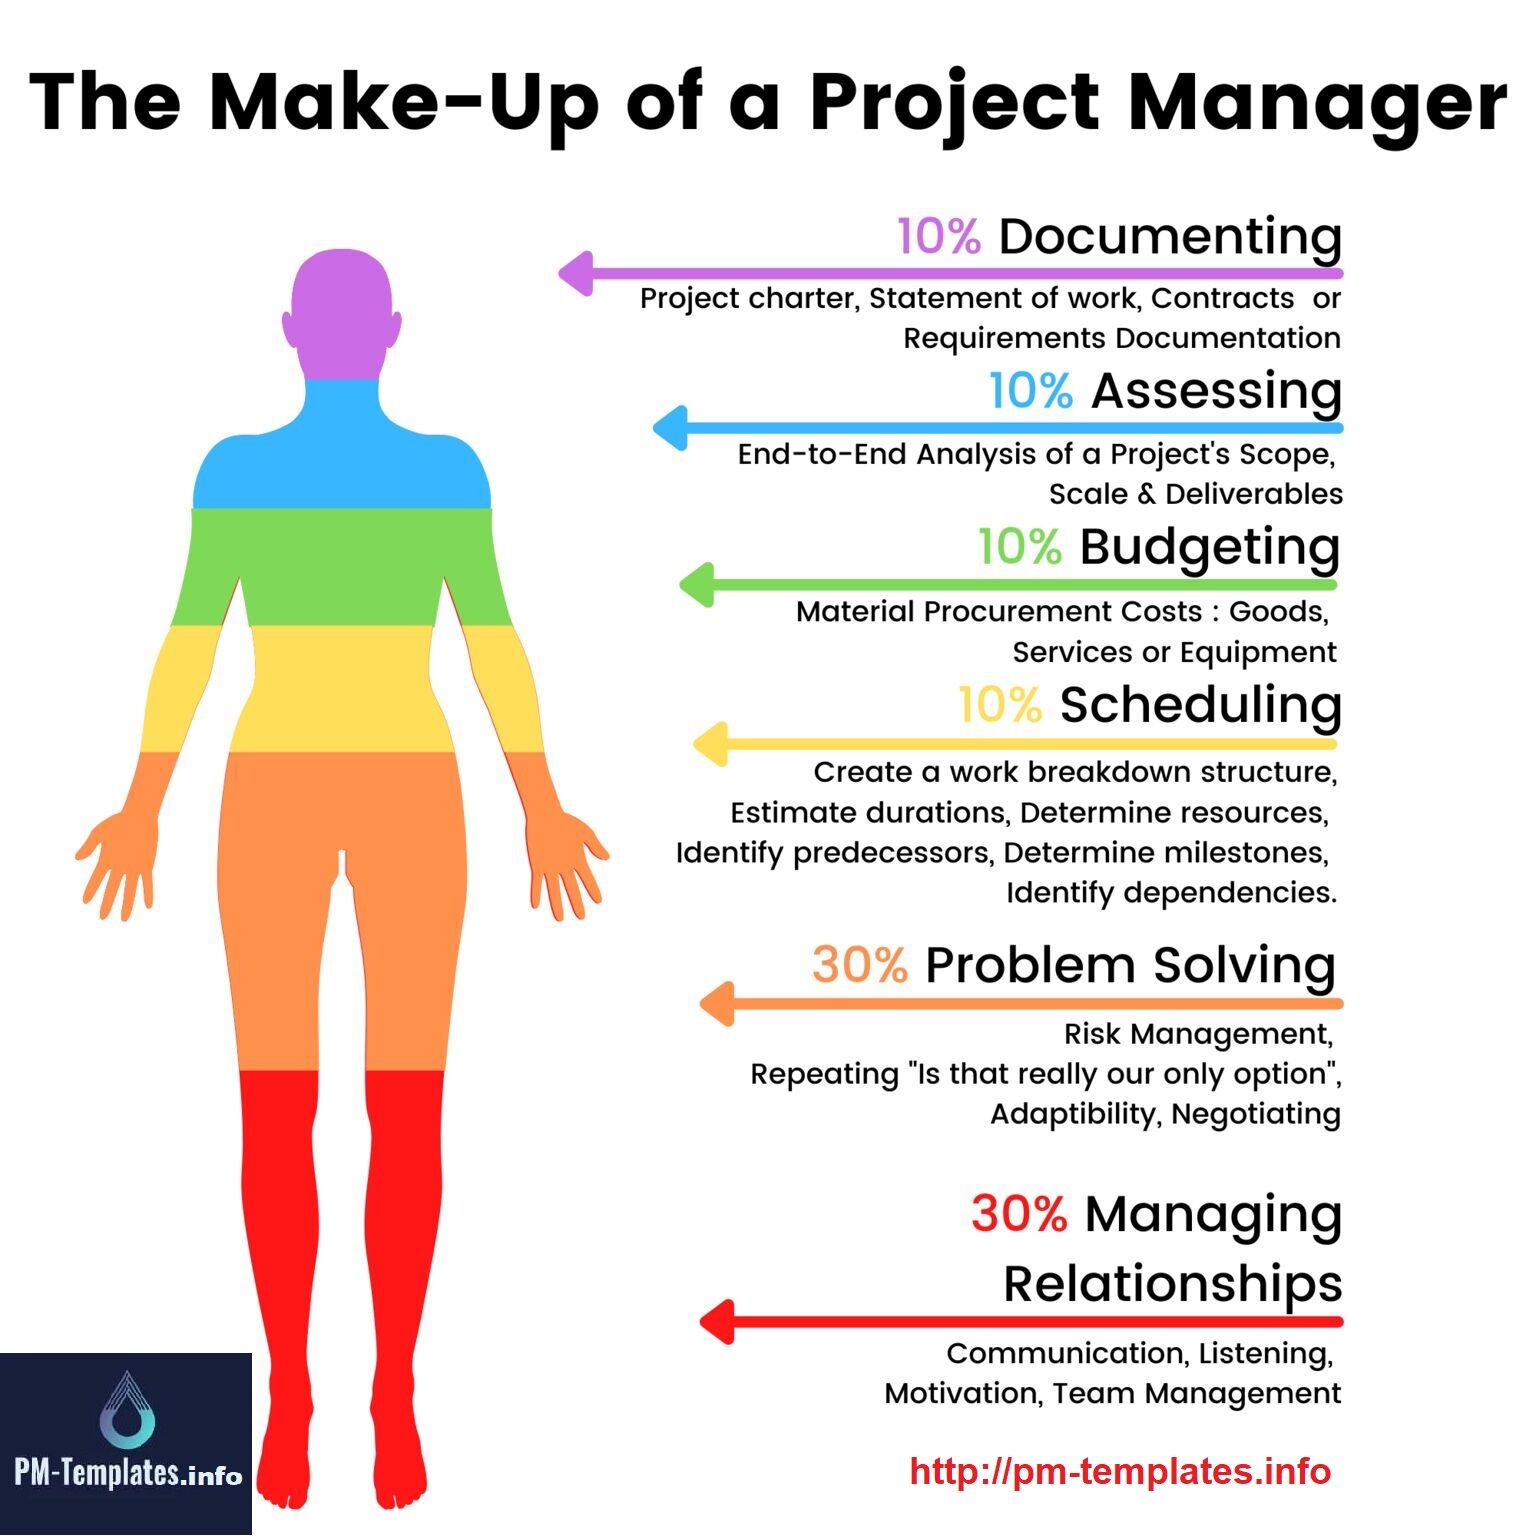 The Make-Up of a Project Manager
10% Documenting
Project charter, Statement of work, Contracts or
Requirements Documentation
10% Assessing
End-to-End Analysis of a Project's Scope,
Scale & Deliverables
10% Budgeting
Material Procurement Costs : Goods,
Services or Equipment
10% Scheduling
Create a work breakdown structure,
Estimate durations, Determine resources,
Identify predecessors, Determine milestones,
Identify dependencies.
30% Problem Solving
Risk Management,
Repeating "Is that really our only option",
Adaptibility, Negotiating
30% Managing
Relationships
Communication, Listening,
Motivation, Team Management
PM-Templates.info
http://pm-templates.info